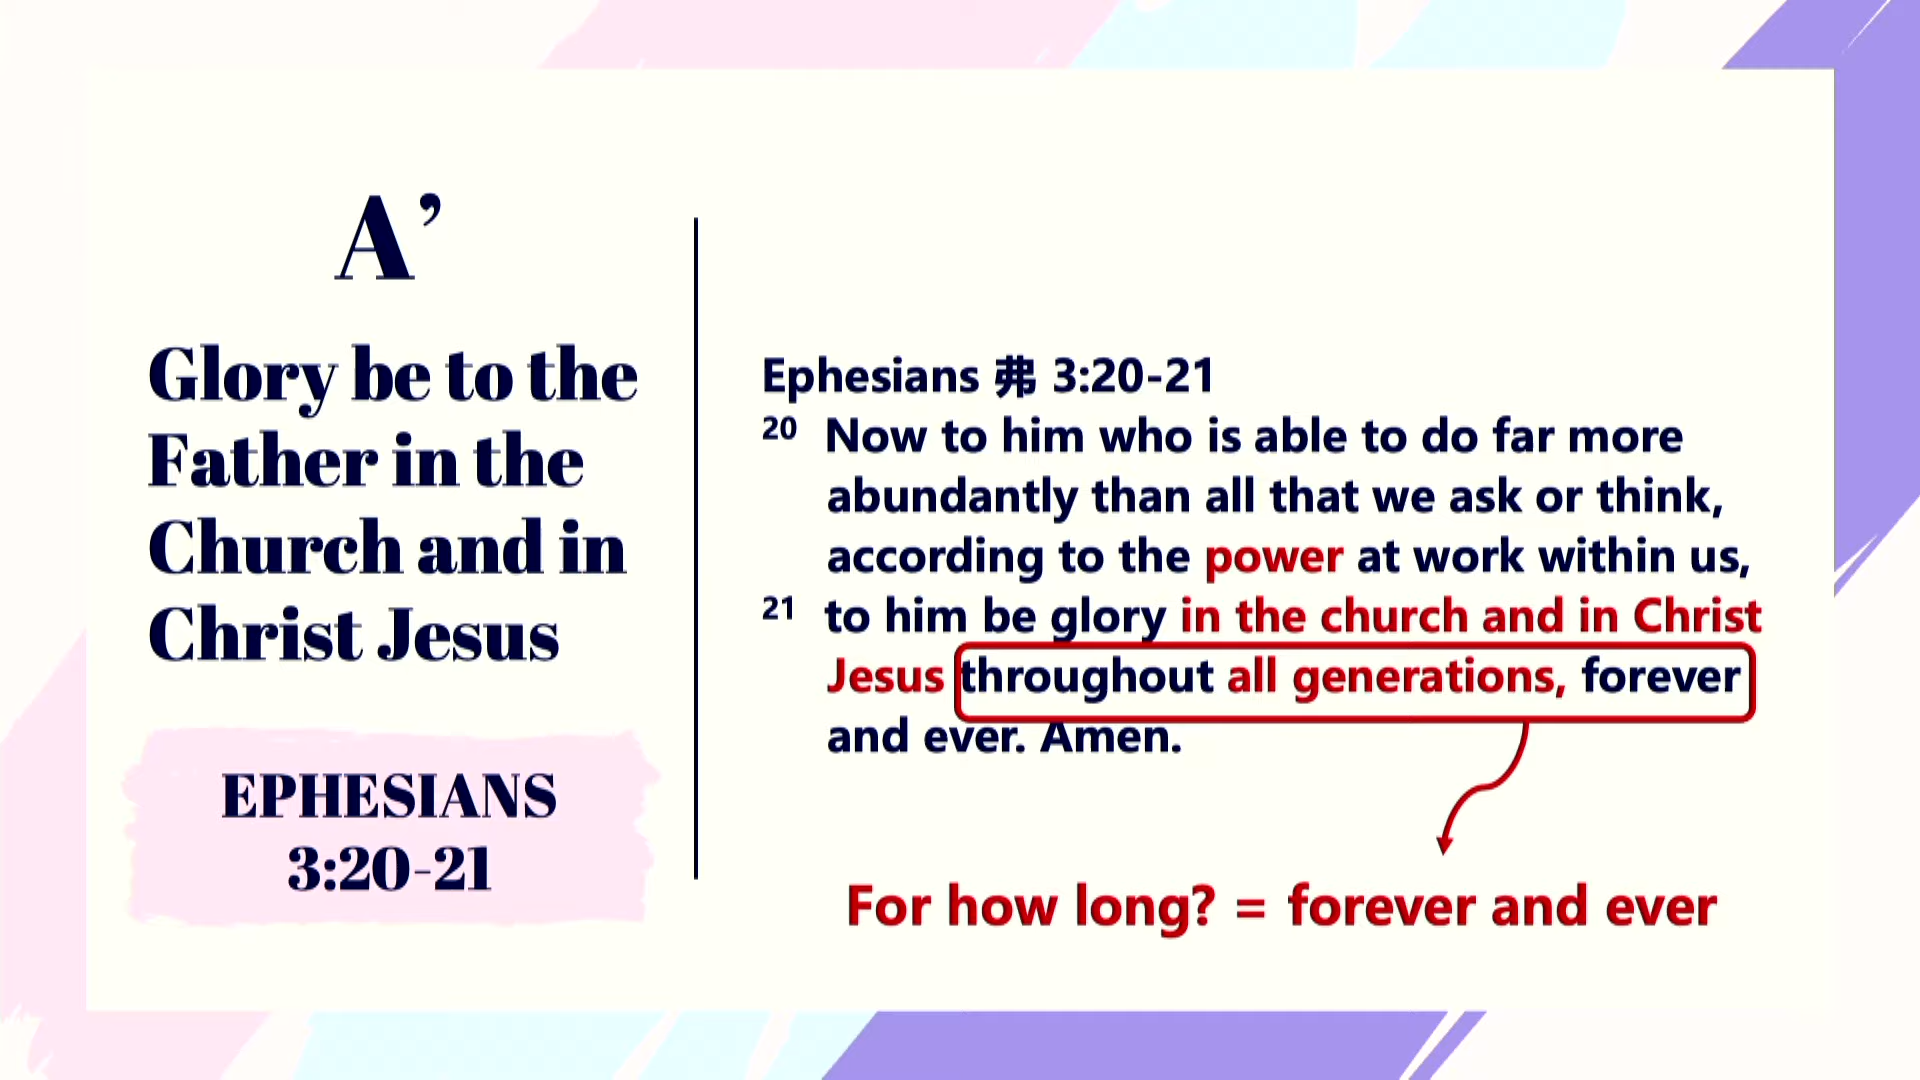 A’
Glory be to the
Father in the
Church and in
Christ Jesus
EPHESIANS
3:20-21
Ephesians 弗 3:20-21
20 Now to him who is able to do far more
abundantly than all that we ask or think,
according to the power at work within us,
21 to him be glory in the church and in Christ
Jesus throughout all generations, forever
and ever. Amen.
For how long? = forever and ever